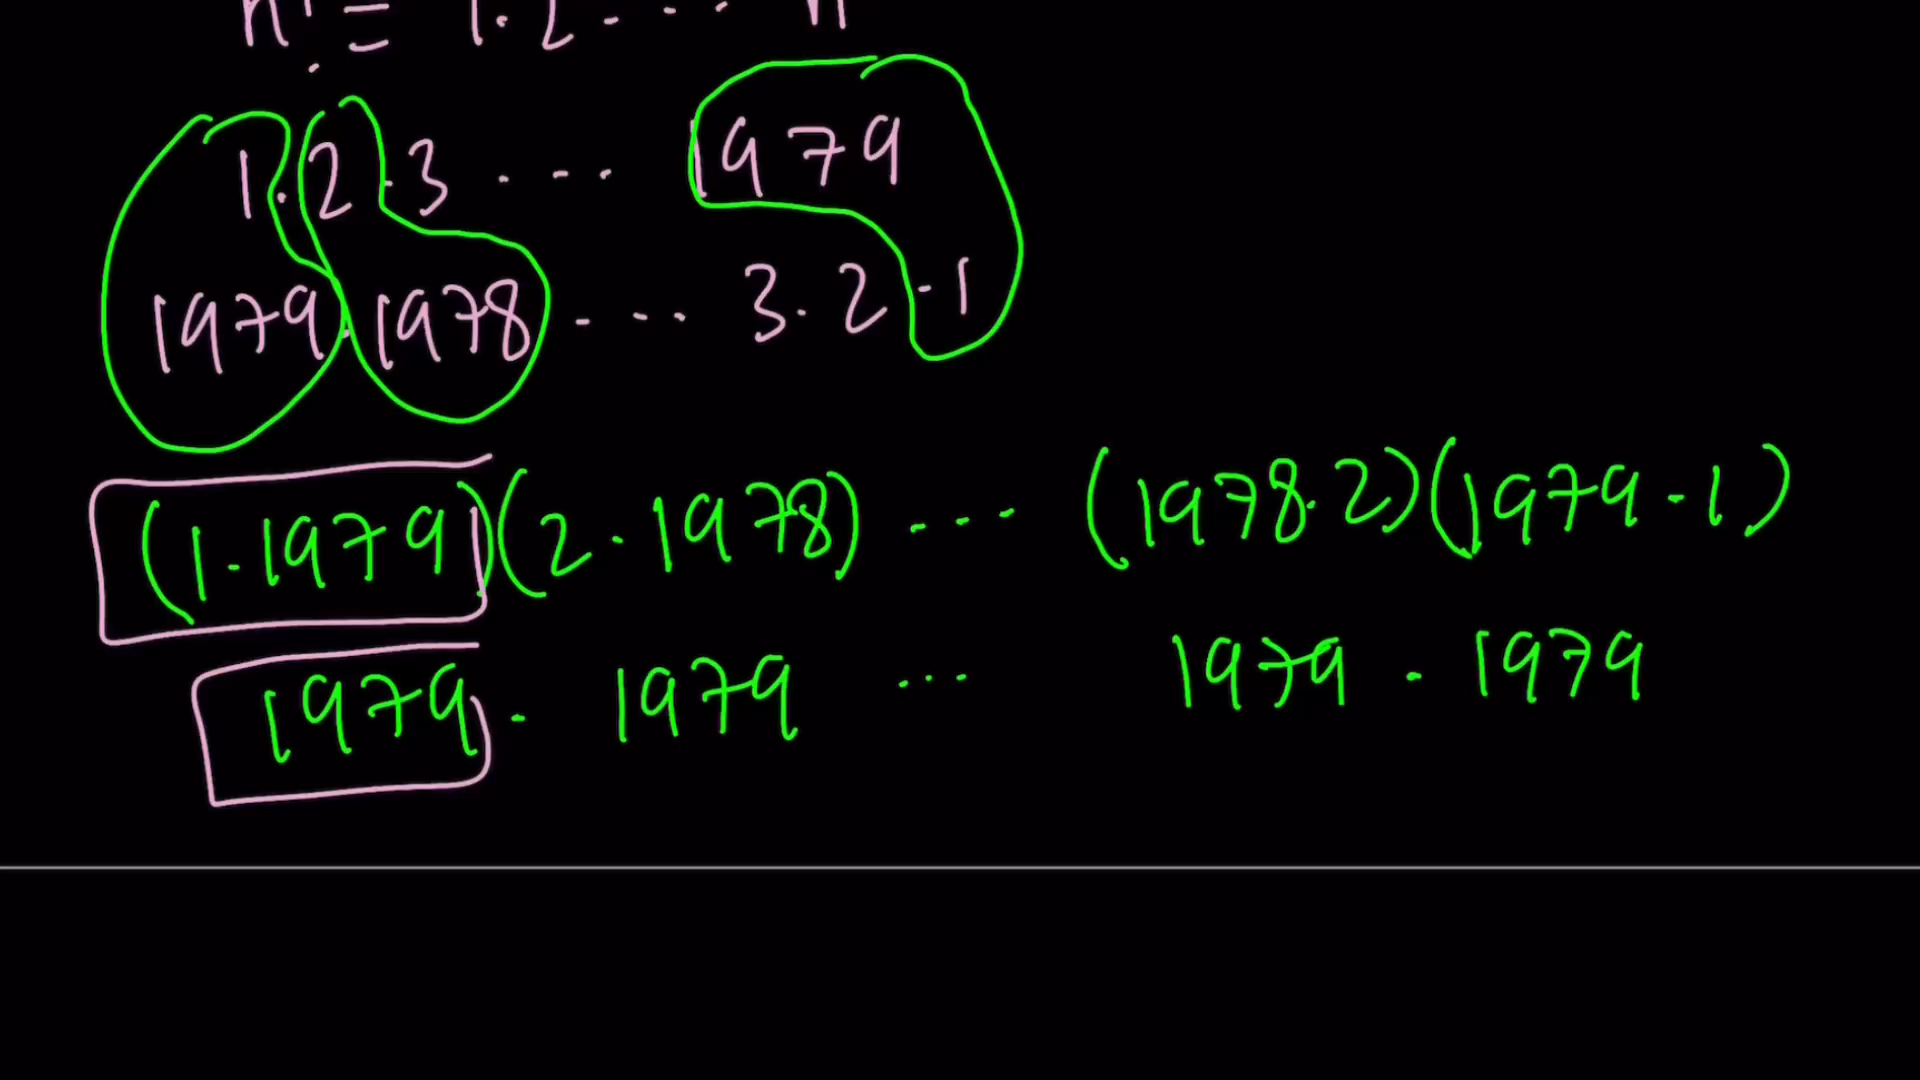 n! = 1.2 ... n
1.2.3 ... 1979
1979.1978 ... 3.2.1
(1.1979)(2.1978) ... (1978.2)(1979.1)
1979. 1979 ... 1979 . 1979